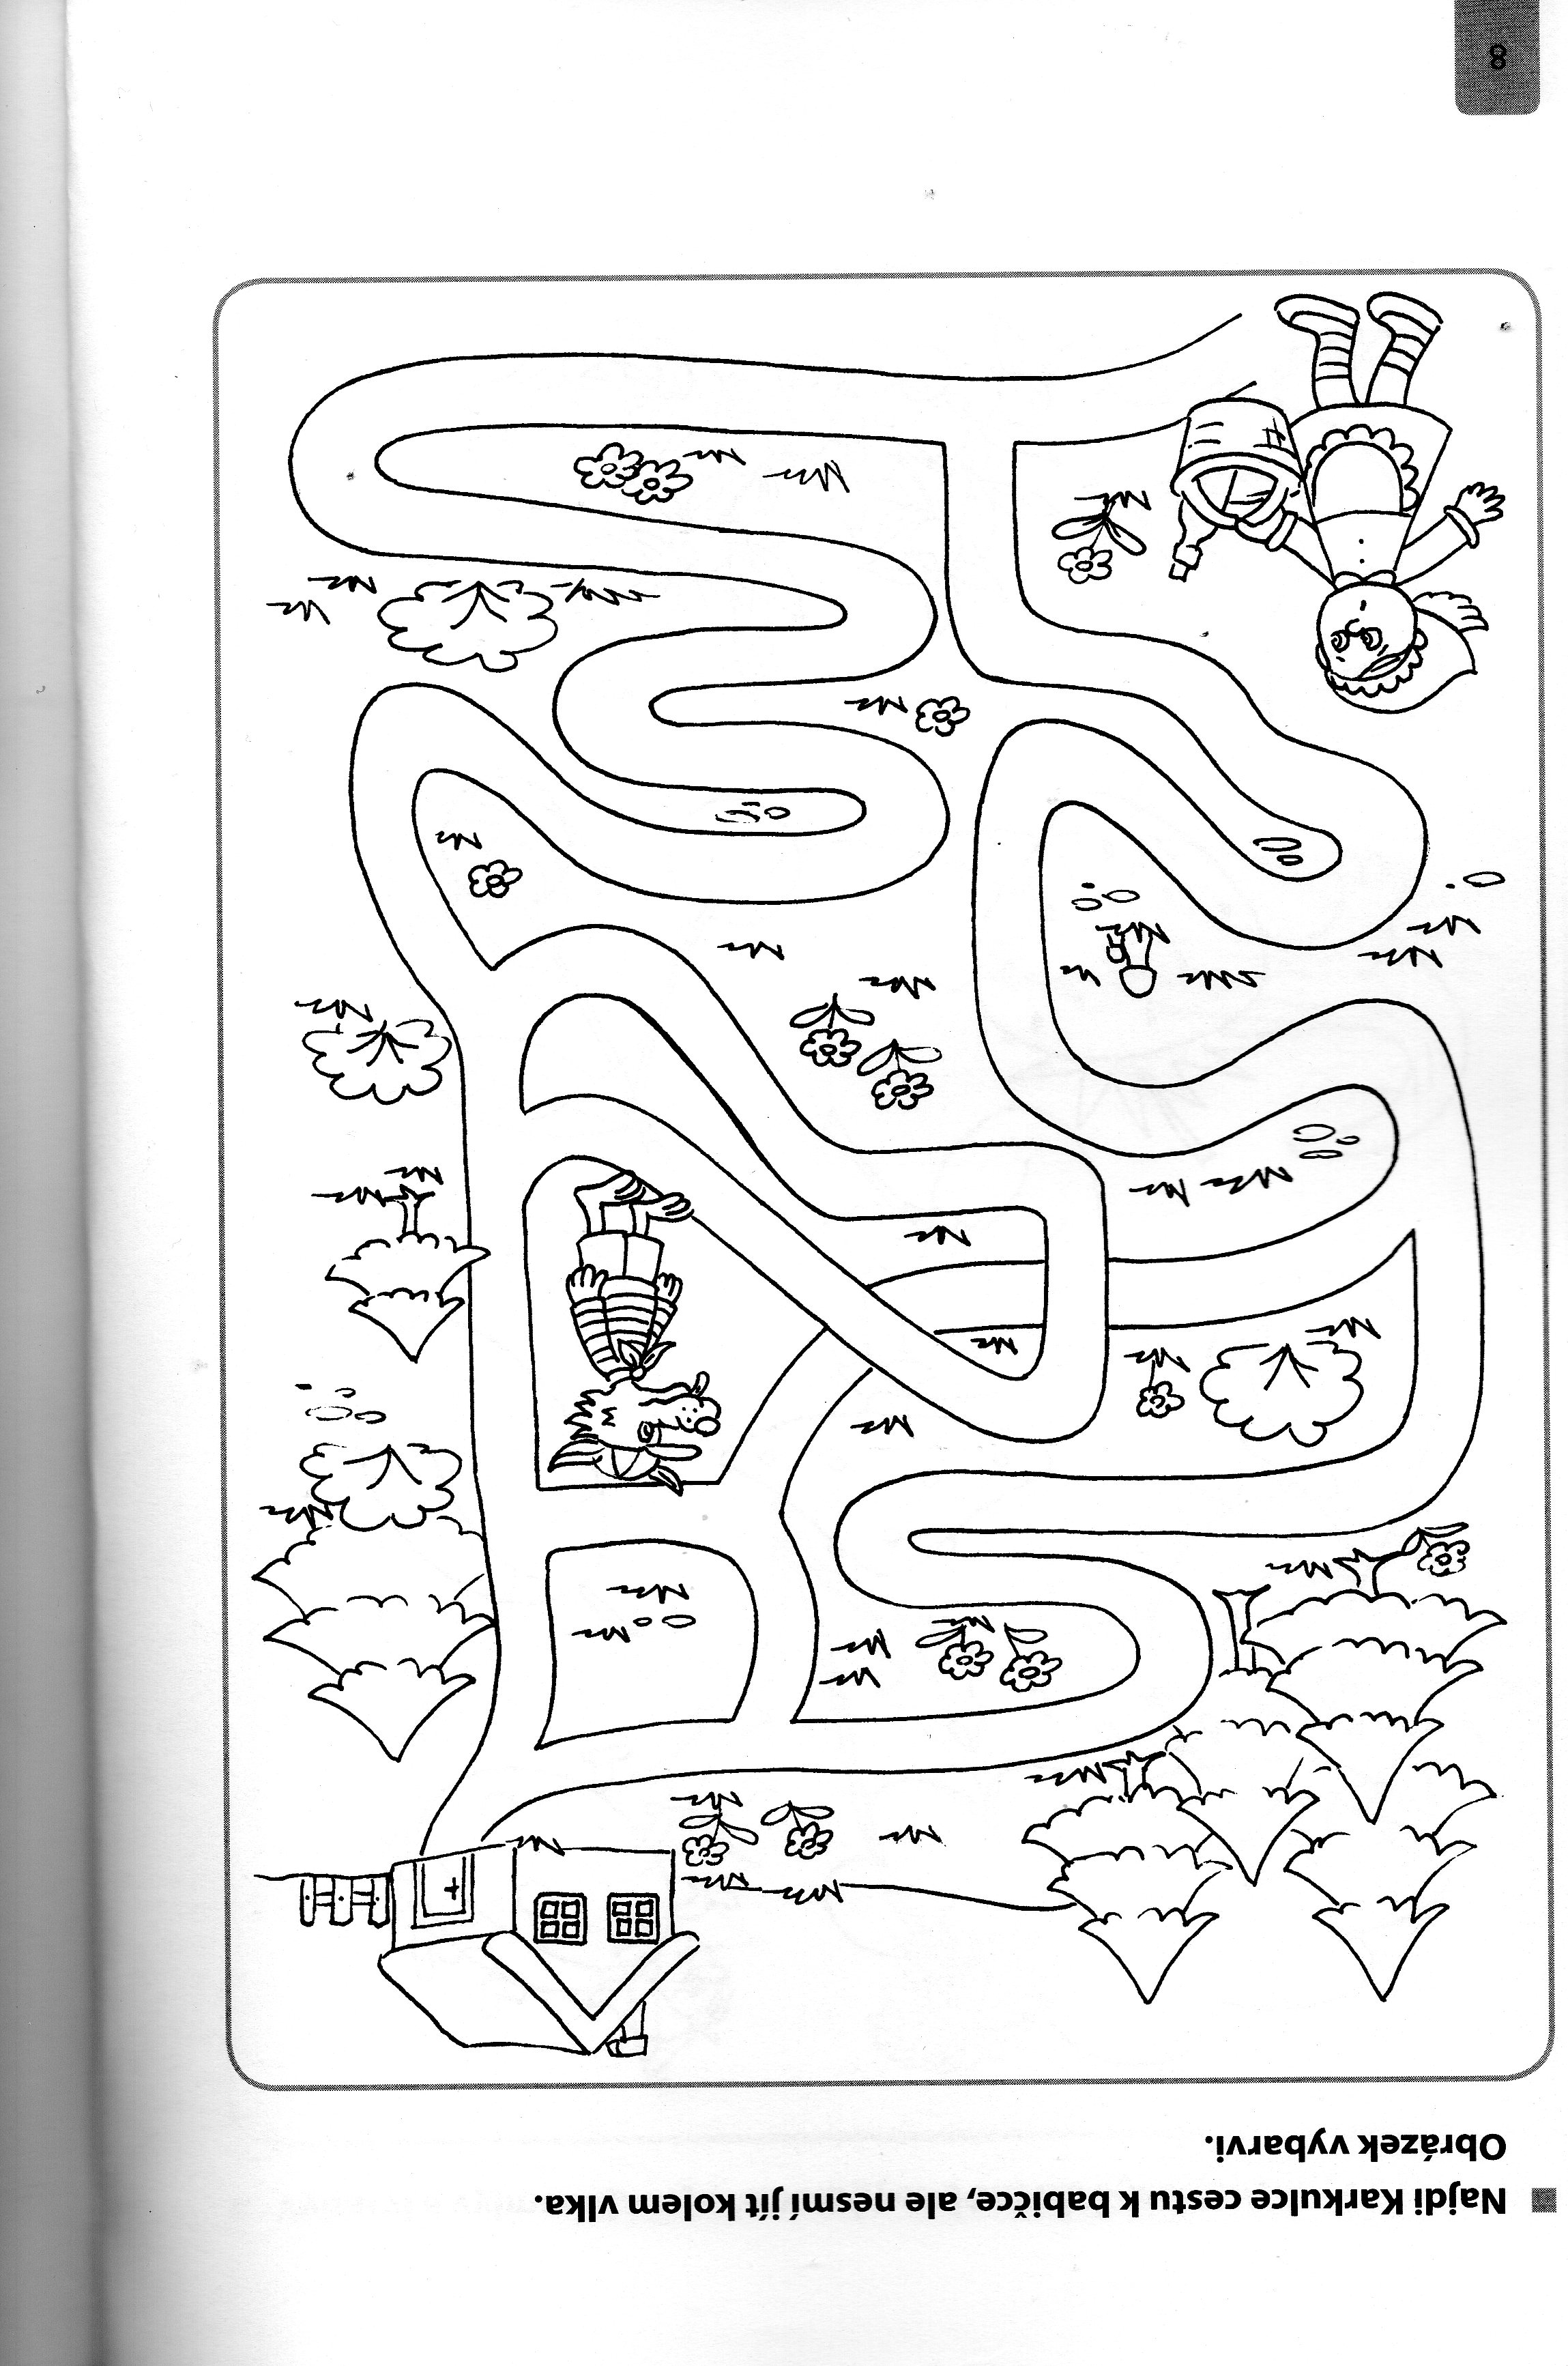 Najdi Karkulce cestu k babičce, ale nesmí jít kolem vlka.
Obrázek vybarvi.
8